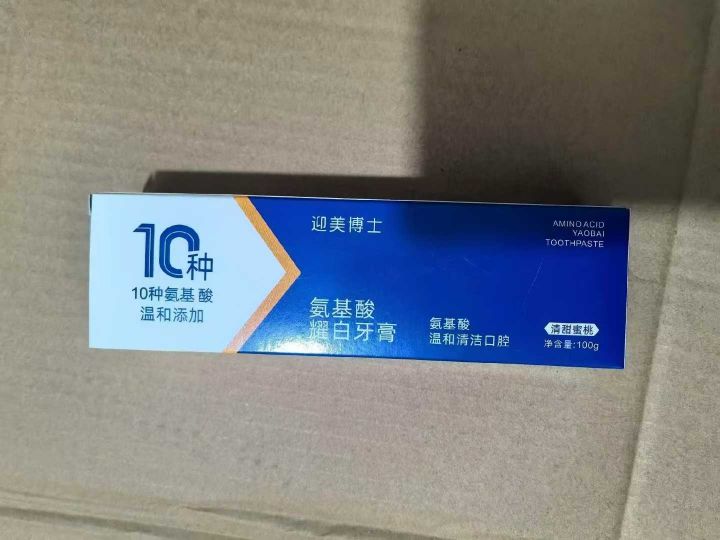 10种
10种氨基酸
温和添加
迎美博士
氨基酸
耀白牙膏
氨基酸
温和清洁口腔
AMINO ACID
YAOBAI
TOOTHPASTE
清甜蜜桃
净含量:100g